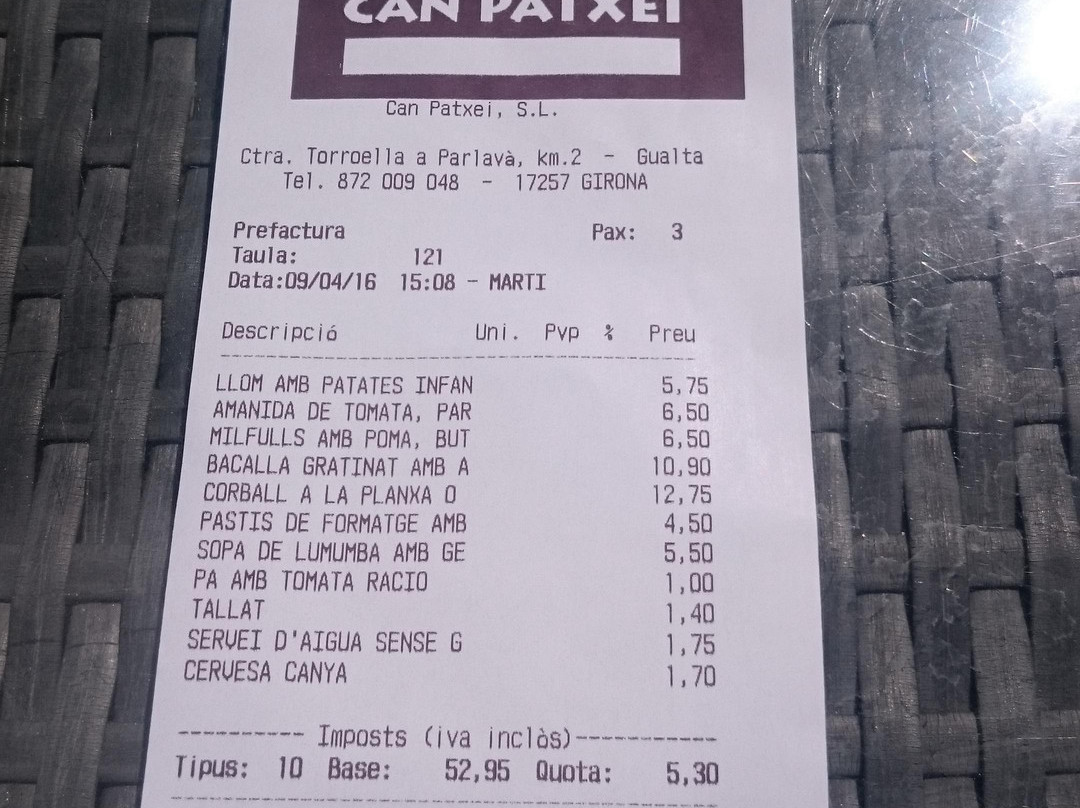 CAN PATXEI
Can Patxei, S.L.
Ctra. Torroella a Parlavà, km.2 - Gualta
Tel. 872 009 048 - 17257 GIRONA
Prefactura Pax: 3
Taula: 121
Data:09/04/16 15:08 - MARTI
Descripció Uni. Pvp % Preu
LLOM AMB PATATES INFAN 5,75
AMANIDA DE TOMATA, PAR 6,50
MILFULLS AMB POMA, BUT 6,50
BACALLA GRATINAT AMB A 10,90
CORBALL A LA PLANXA O 12,75
PASTIS DE FORMATGE AMB 4,50
SOPA DE LUMUMBA AMB GE 5,50
PA AMB TOMATA RACIO 1,00
TALLAT 1,40
SERVEI D'AIGUA SENSE G 1,75
CERVESA CANYA 1,70
---------- Imposts (iva inclòs)-----------
Tipus: 10 Base: 52,95 Quota: 5,30